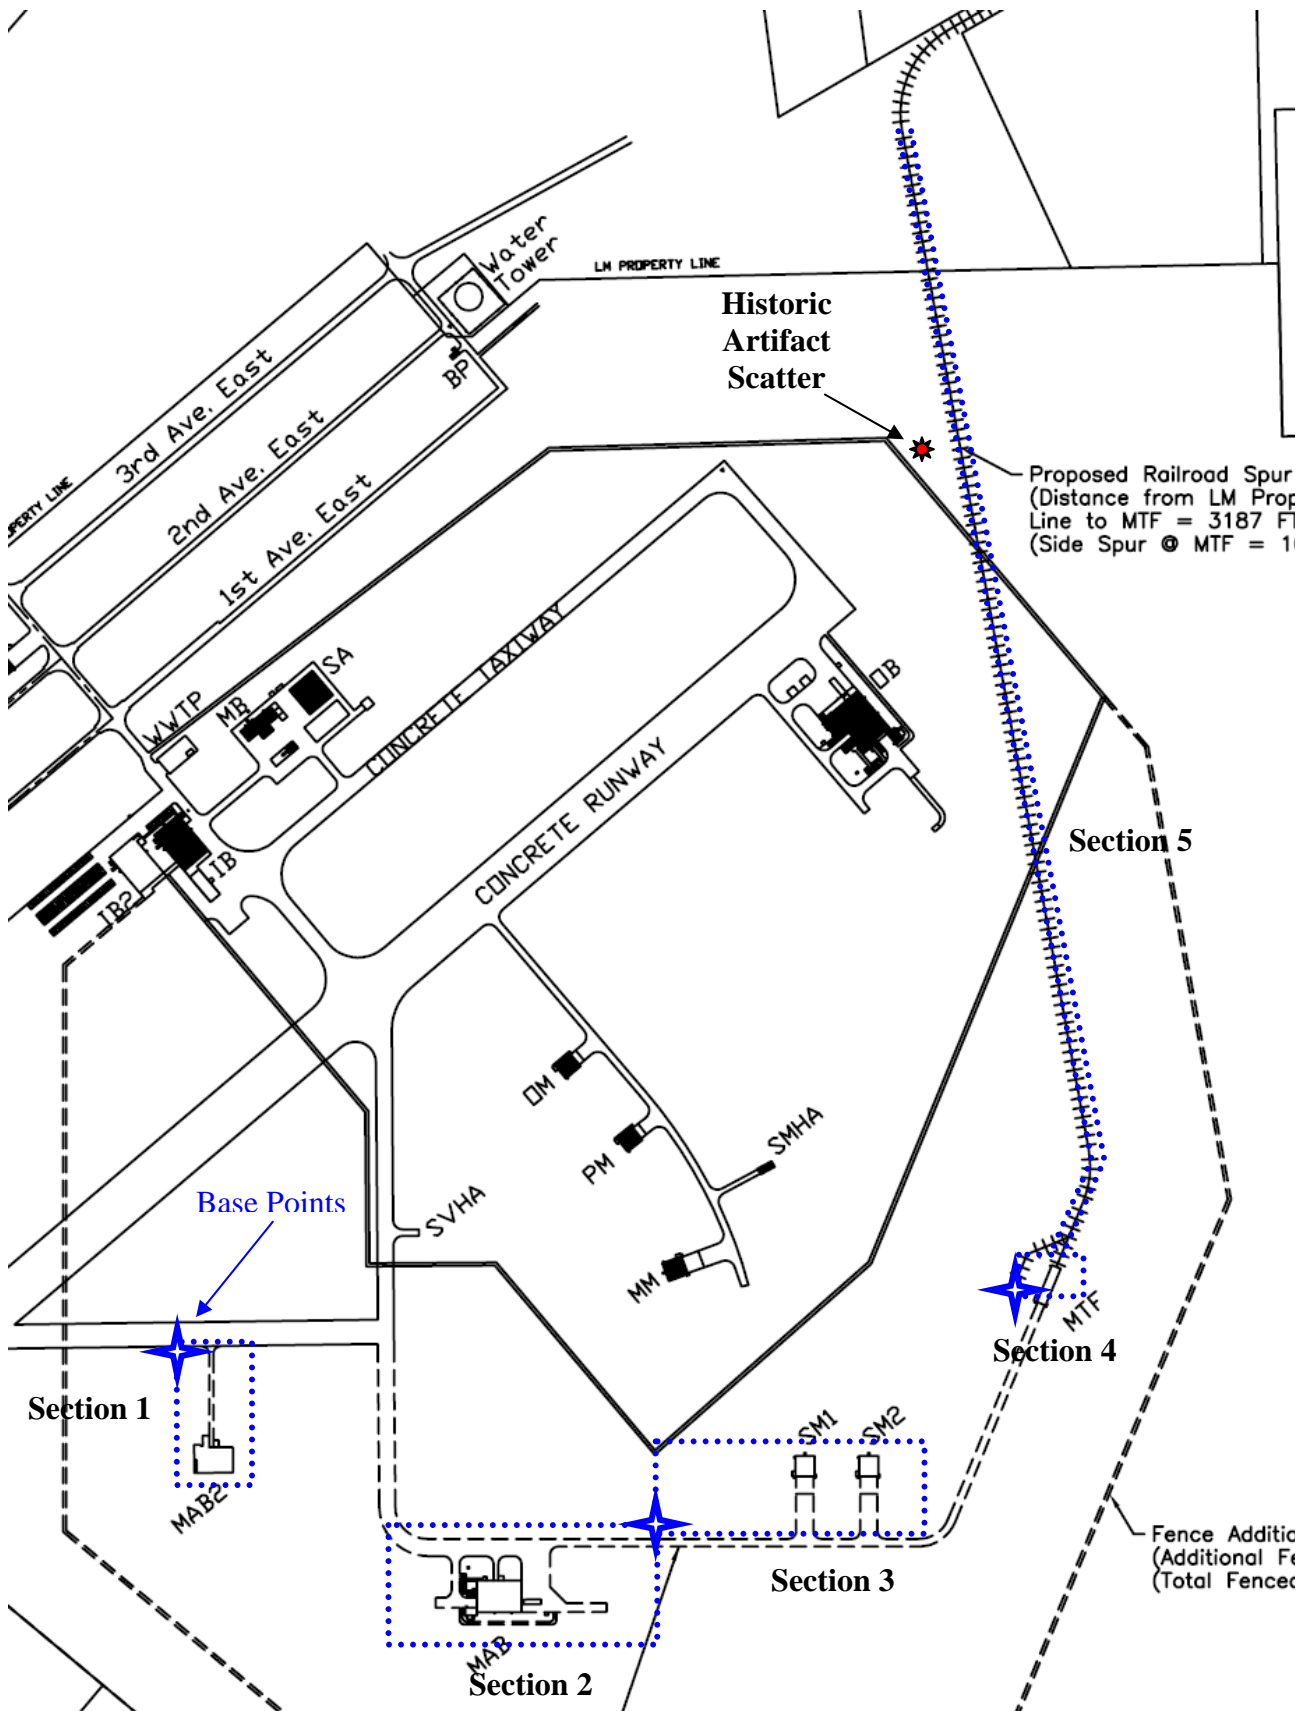 Water
Tower
LM PROPERTY LINE
Historic
Artifact
Scatter
BP
3rd Ave. East
2nd Ave. East
1st Ave. East
PERTY LINE
Proposed Railroad Spur
(Distance from LM Prop
Line to MTF = 3187 FT
(Side Spur @ MTF = 1
WWTP
MB
SA
CONCRETE TAXIWAY
OB
CONCRETE RUNWAY
IB
IB2
Section 5
OM
PM
SMHA
SVHA
MM
Base Points
MTF
Section 4
Section 1
MAB2
SM1
SM2
Fence Additio
(Additional Fe
(Total Fenced
Section 3
MAB
Section 2